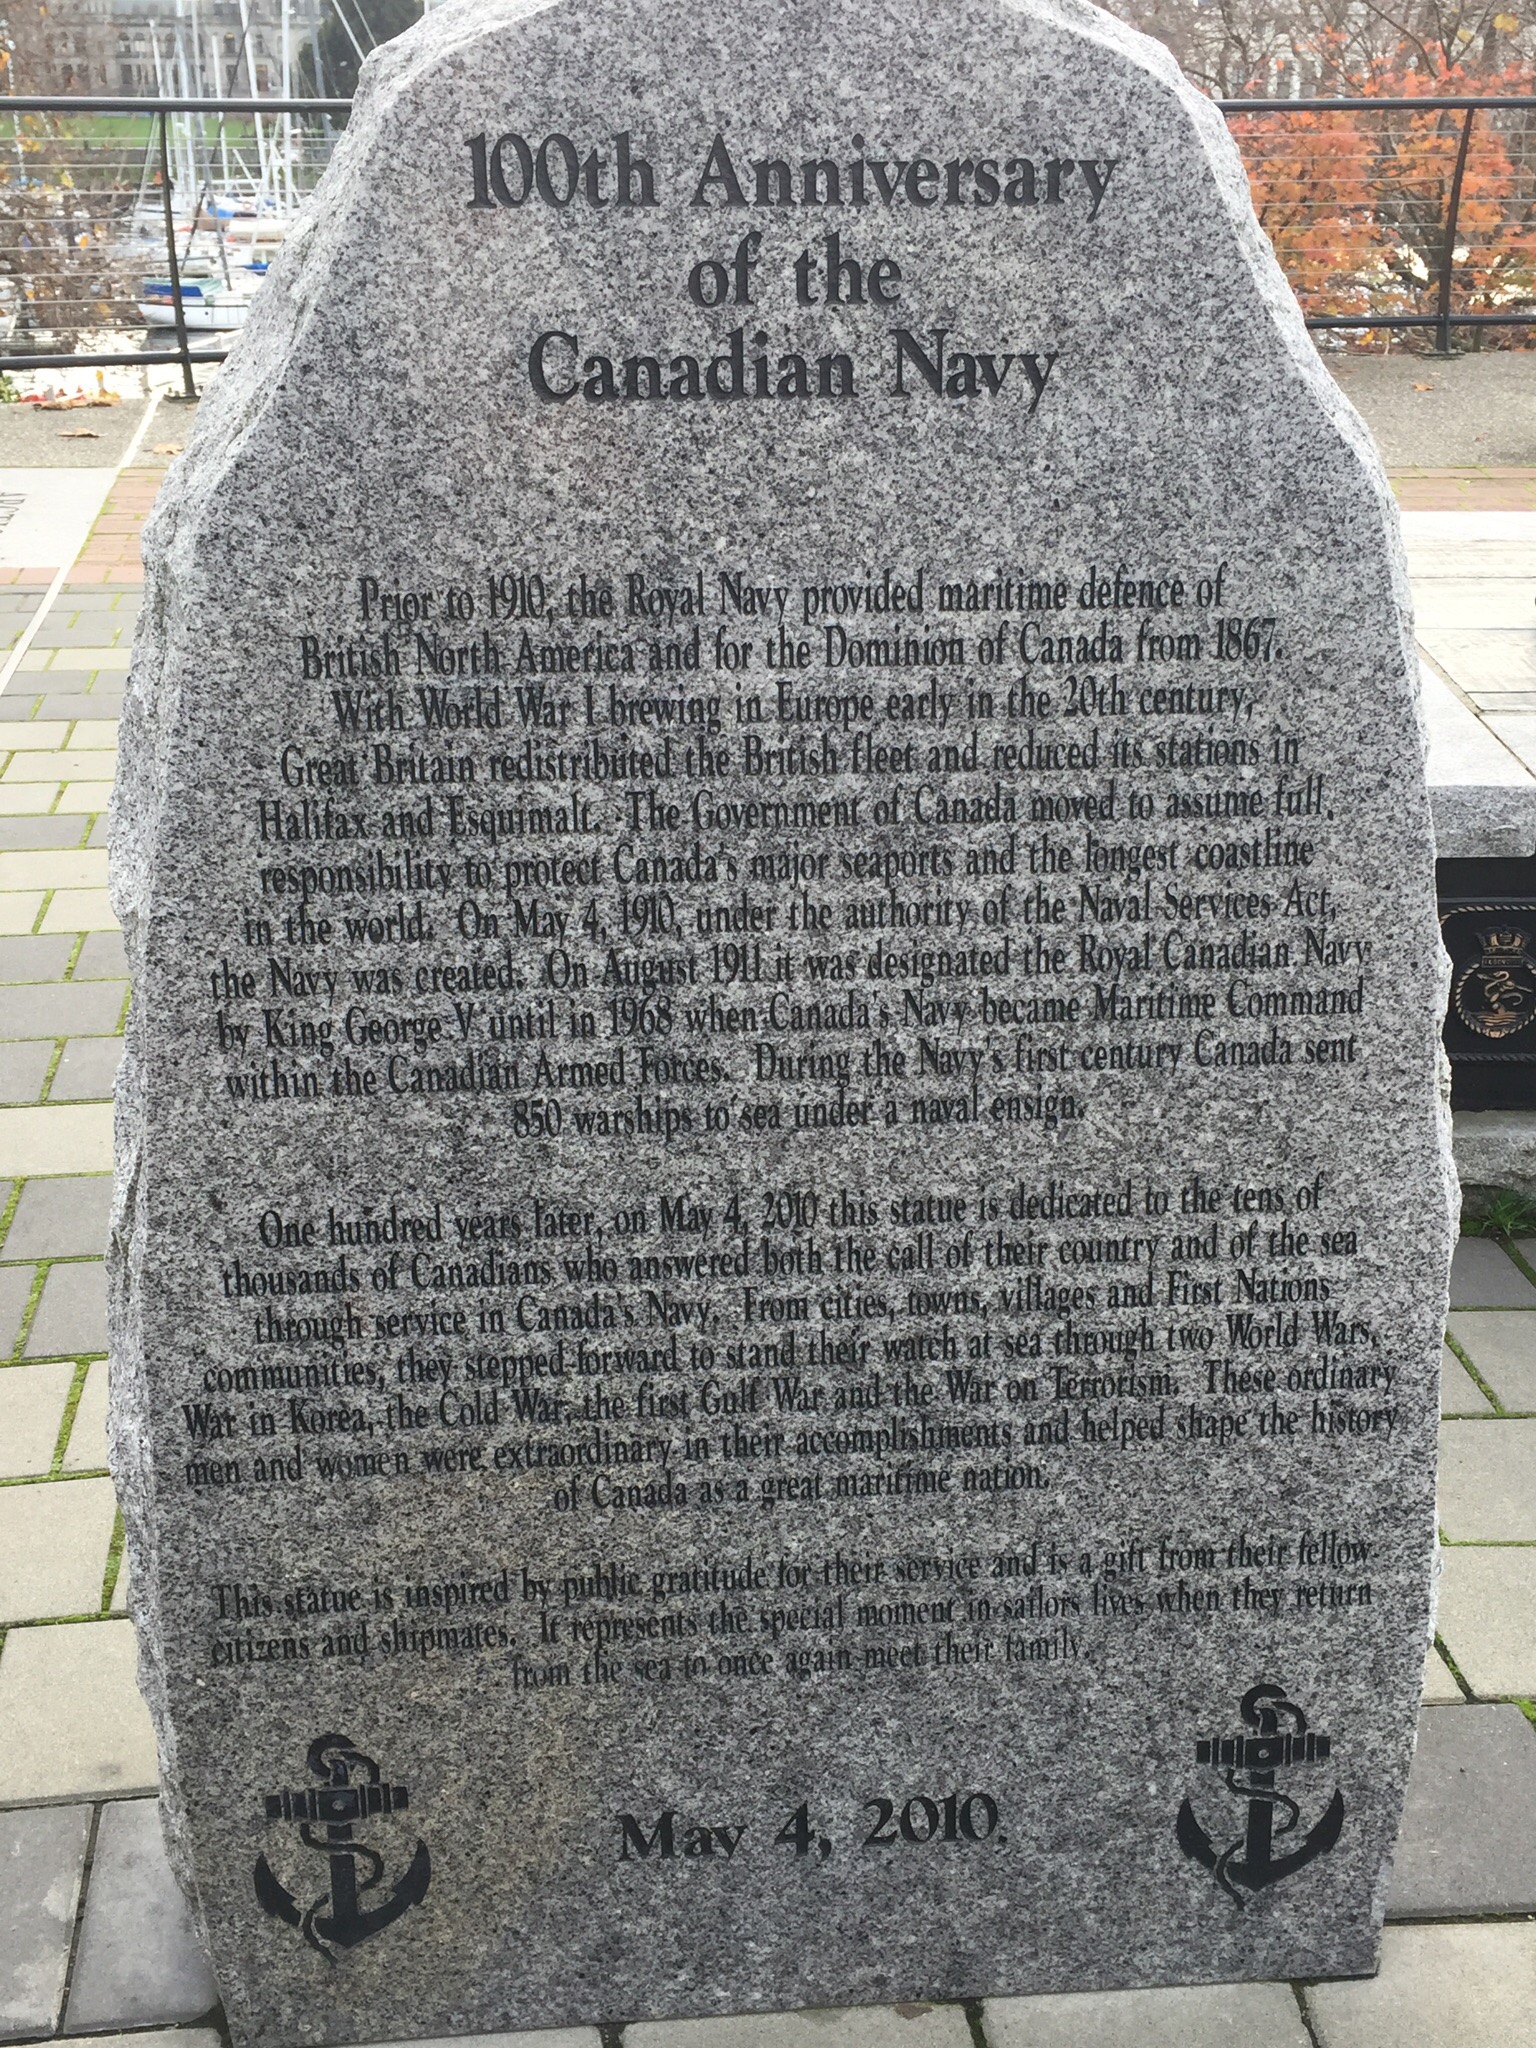 100th Anniversary
of the
Canadian Navy
Prior to 1910, the Royal Navy provided maritime defence of
British North America and for the Dominion of Canada from 1867.
With World War I brewing in Europe early in the 20th century,
Great Britain redistributed the British fleet and reduced its stations in
Halifax and Esquimalt. The Government of Canada moved to assume full
responsibility to protect Canada's major seaports and the longest coastline
in the world. On May 4, 1910, under the authority of the Naval Services Act,
the Navy was created. On August 1911 it was designated the Royal Canadian Navy
by King George V until in 1968 when Canada's Navy became Maritime Command
within the Canadian Armed Forces. During the Navy's first century Canada sent
850 warships to sea under a naval ensign.
One hundred years later, on May 4, 2010 this statue is dedicated to the tens of
thousands of Canadians who answered both the call of their country and of the sea
through service in Canada's Navy. From cities, towns, villages and First Nations
communities, they stepped forward to stand their watch at sea through two World Wars,
War in Korea, the Cold War, the first Gulf War and the War on Terrorism. These ordinary
men and women were extraordinary in their accomplishments and helped shape the history
of Canada as a great maritime nation.
This statue is inspired by public gratitude for their service and is a gift from their fellow
citizens and shipmates. It represents the special moment in sailors lives when they return
from the sea to once again meet their family.
May 4, 2010.